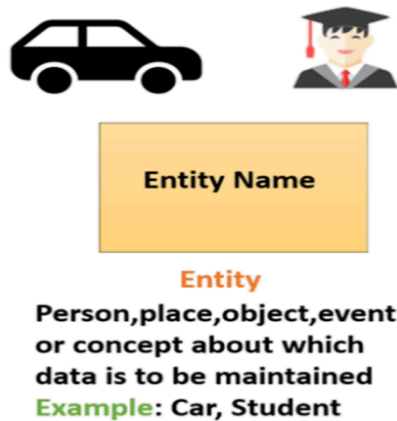 Entity Name
Entity
Person,place,object,event
or concept about which
data is to be maintained
Example: Car, Student